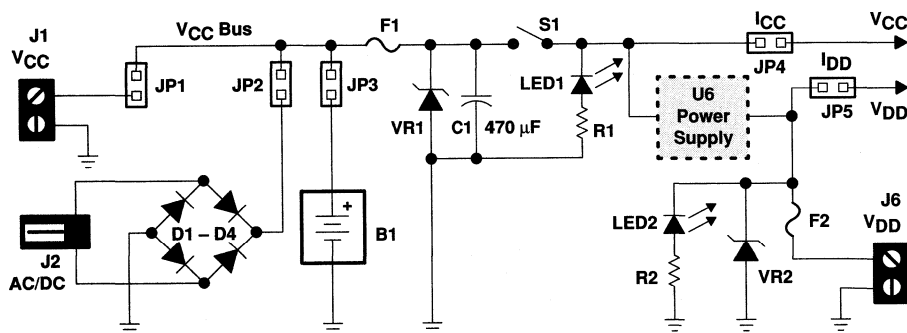 J1
VCC
VCC Bus
F1
S1
ICC
VCC
JP1
JP2
JP3
JP4
LED1
IDD
VDD
JP5
VR1
C1
470 µF
R1
U6
Power
Supply
+
B1
D1 – D4
J2
AC/DC
LED2
R2
VR2
F2
J6
VDD